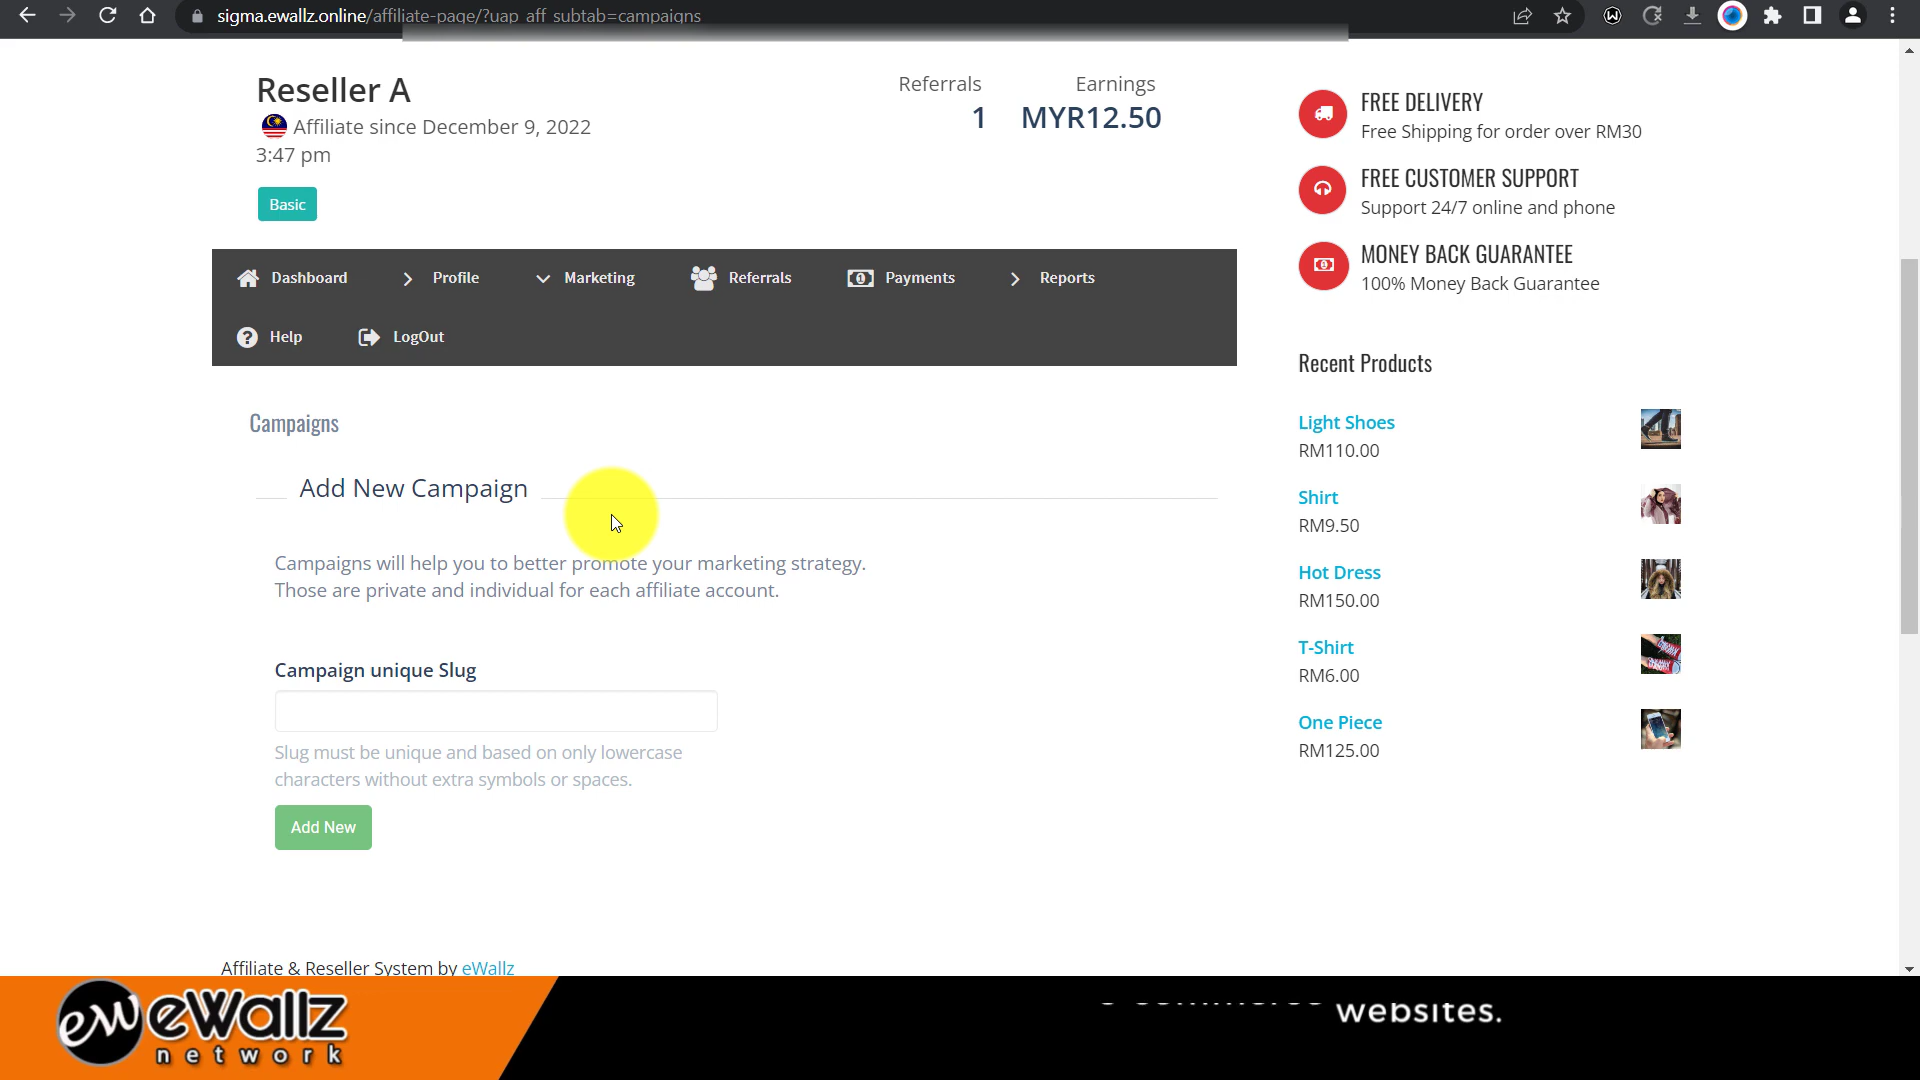 sigma.ewallz.online/affiliate-page/?uap_aff_subtab=campaigns
Reseller A
Affiliate since December 9, 2022
3:47 pm
Basic
Referrals
1
Earnings
MYR12.50
Dashboard
Profile
Marketing
Referrals
Payments
Reports
Help
LogOut
Campaigns
Add New Campaign
Campaigns will help you to better promote your marketing strategy.
Those are private and individual for each affiliate account.
Campaign unique Slug
Slug must be unique and based on only lowercase
characters without extra symbols or spaces.
Add New
FREE DELIVERY
Free Shipping for order over RM30
FREE CUSTOMER SUPPORT
Support 24/7 online and phone
MONEY BACK GUARANTEE
100% Money Back Guarantee
Recent Products
Light Shoes
RM110.00
Shirt
RM9.50
Hot Dress
RM150.00
T-Shirt
RM6.00
One Piece
RM125.00
Affiliate & Reseller System by eWallz
ew eWallz
network
websites.